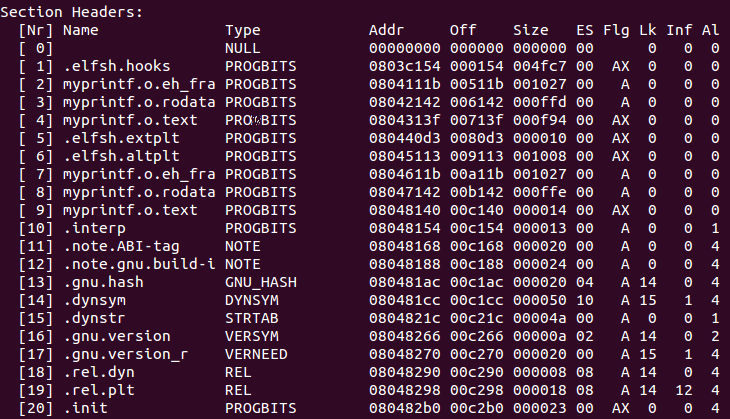 Section Headers:
  [Nr] Name              Type            Addr     Off    Size   ES Flg Lk Inf Al
  [ 0]                   NULL            00000000 000000 000000 00      0   0  0
  [ 1] .elfsh.hooks      PROGBITS        0803c154 000154 004fc7 00  AX  0   0  0
  [ 2] myprintf.o.eh_fra PROGBITS        0804111b 00511b 001027 00   A  0   0  0
  [ 3] myprintf.o.rodata PROGBITS        08042142 006142 000ffd 00   A  0   0  0
  [ 4] myprintf.o.text   PROGBITS        0804313f 00713f 000f94 00  AX  0   0  0
  [ 5] .elfsh.extplt     PROGBITS        080440d3 0080d3 000010 00  AX  0   0  0
  [ 6] .elfsh.altplt     PROGBITS        08045113 009113 001008 00  AX  0   0  0
  [ 7] myprintf.o.eh_fra PROGBITS        0804611b 00a11b 001027 00   A  0   0  0
  [ 8] myprintf.o.rodata PROGBITS        08047142 00b142 000ffe 00   A  0   0  0
  [ 9] myprintf.o.text   PROGBITS        08048140 00c140 000014 00  AX  0   0  0
  [10] .interp           PROGBITS        08048154 00c154 000013 00   A  0   0  1
  [11] .note.ABI-tag     NOTE            08048168 00c168 000020 00   A  0   0  4
  [12] .note.gnu.build-i NOTE            08048188 00c188 000024 00   A  0   0  4
  [13] .gnu.hash         GNU_HASH        080481ac 00c1ac 000020 04   A 14   0  4
  [14] .dynsym           DYNSYM          080481cc 00c1cc 000050 10   A 15   1  4
  [15] .dynstr           STRTAB          0804821c 00c21c 00004a 00   A  0   0  1
  [16] .gnu.version      VERSYM          08048266 00c266 00000a 02   A 14   0  2
  [17] .gnu.version_r    VERNEED         08048270 00c270 000020 00   A 15   1  4
  [18] .rel.dyn          REL             08048290 00c290 000008 08   A 14   0  4
  [19] .rel.plt          REL             08048298 00c298 000018 08   A 14  12  4
  [20] .init             PROGBITS        080482b0 00c2b0 000023 00  AX  0   0  4